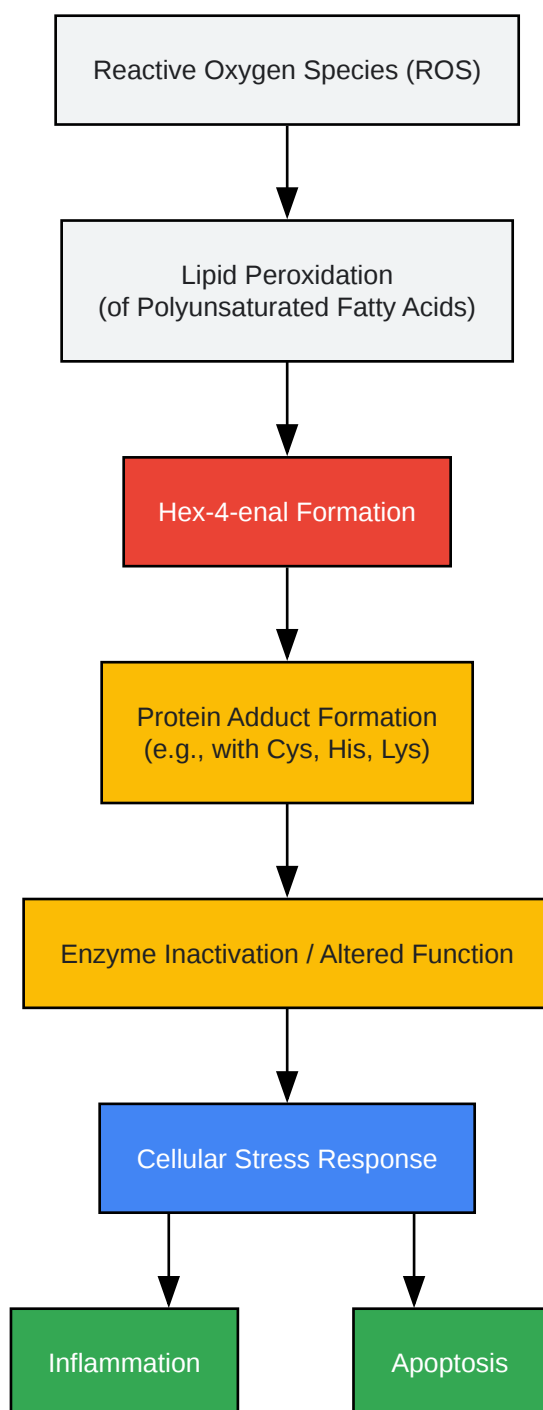 Reactive Oxygen Species (ROS)
Lipid Peroxidation
(of Polyunsaturated Fatty Acids)
Hex-4-enal Formation
Protein Adduct Formation
(e.g., with Cys, His, Lys)
Enzyme Inactivation / Altered Function
Cellular Stress Response
Inflammation
Apoptosis